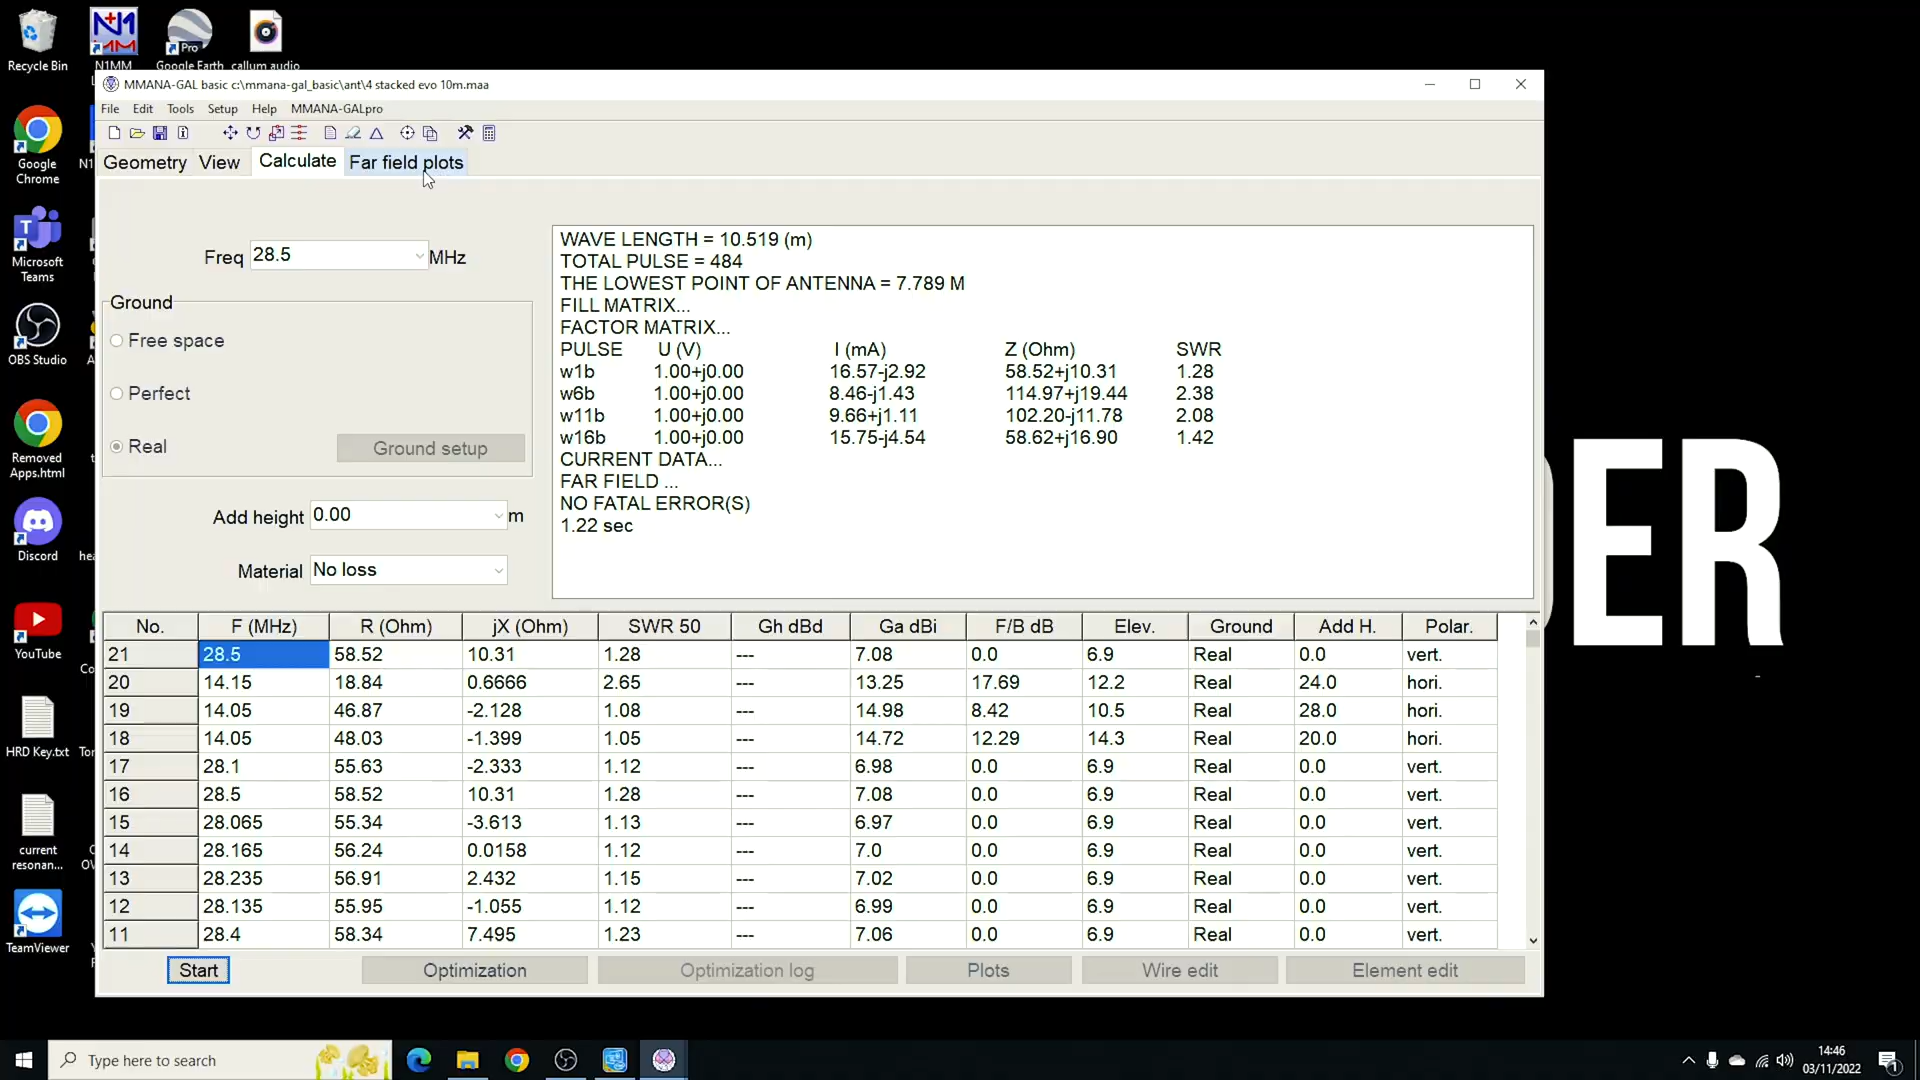 Recycle Bin
N1MM
Google Earth
callum audio
Pro
MMANA-GAL basic c:\mmana-gal_basic\ant\4 stacked evo 10m.maa
File Edit Tools Setup Help MMANA-GALpro
Geometry View Calculate Far field plots
Freq 28.5 MHz
Ground
Free space
Perfect
Real Ground setup
Add height 0.00 m
Material No loss
WAVE LENGTH = 10.519 (m)
TOTAL PULSE = 484
THE LOWEST POINT OF ANTENNA = 7.789 M
FILL MATRIX...
FACTOR MATRIX...
PULSE U (V) I (mA) Z (Ohm) SWR
w1b 1.00+j0.00 16.57-j2.92 58.52+j10.31 1.28
w6b 1.00+j0.00 8.46-j1.43 114.97+j19.44 2.38
w11b 1.00+j0.00 9.66+j1.11 102.20-j11.78 2.08
w16b 1.00+j0.00 15.75-j4.54 58.62+j16.90 1.42
CURRENT DATA...
FAR FIELD ...
NO FATAL ERROR(S)
1.22 sec
No. F (MHz) R (Ohm) jX (Ohm) SWR 50 Gh dBd Ga dBi F/B dB Elev. Ground Add H. Polar.
21 28.5 58.52 10.31 1.28 --- 7.08 0.0 6.9 Real 0.0 vert.
20 14.15 18.84 0.6666 2.65 --- 13.25 17.69 12.2 Real 24.0 hori.
19 14.05 46.87 -2.128 1.08 --- 14.98 8.42 10.5 Real 28.0 hori.
18 14.05 48.03 -1.399 1.05 --- 14.72 12.29 14.3 Real 20.0 hori.
17 28.1 55.63 -2.333 1.12 --- 6.98 0.0 6.9 Real 0.0 vert.
16 28.5 58.52 10.31 1.28 --- 7.08 0.0 6.9 Real 0.0 vert.
15 28.065 55.34 -3.613 1.13 --- 6.97 0.0 6.9 Real 0.0 vert.
14 28.165 56.24 0.0158 1.12 --- 7.0 0.0 6.9 Real 0.0 vert.
13 28.235 56.91 2.432 1.15 --- 7.02 0.0 6.9 Real 0.0 vert.
12 28.135 55.95 -1.055 1.12 --- 6.99 0.0 6.9 Real 0.0 vert.
11 28.4 58.34 7.495 1.23 --- 7.06 0.0 6.9 Real 0.0 vert.
Start Optimization Optimization log Plots Wire edit Element edit
Google
Chrome
Microsoft
Teams
OBS Studio
Removed
Apps.html
Discord
YouTube
HRD Key.txt
current
resonan...
TeamViewer
ER
Type here to search
14:46
03/11/2022
1